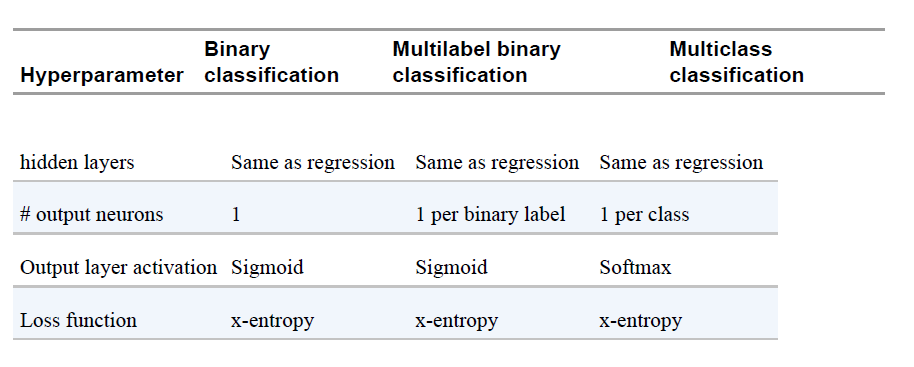 Binary Multilabel binary Multiclass
Hyperparameter classification classification classification
hidden layers Same as regression Same as regression Same as regression
# output neurons 1 1 per binary label 1 per class
Output layer activation Sigmoid Sigmoid Softmax
Loss function x-entropy x-entropy x-entropy